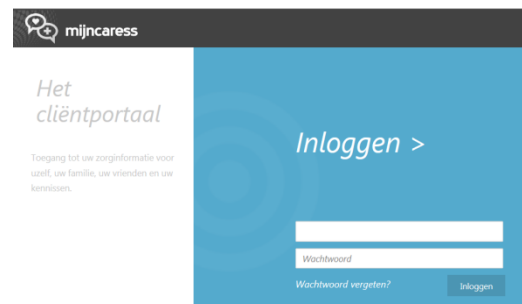 mijncaress
Het
cliëntportaal
Toegang tot uw zorginformatie voor
uzelf, uw familie, uw vrienden en uw
kennissen.
Inloggen >
Wachtwoord
Wachtwoord vergeten?
Inloggen